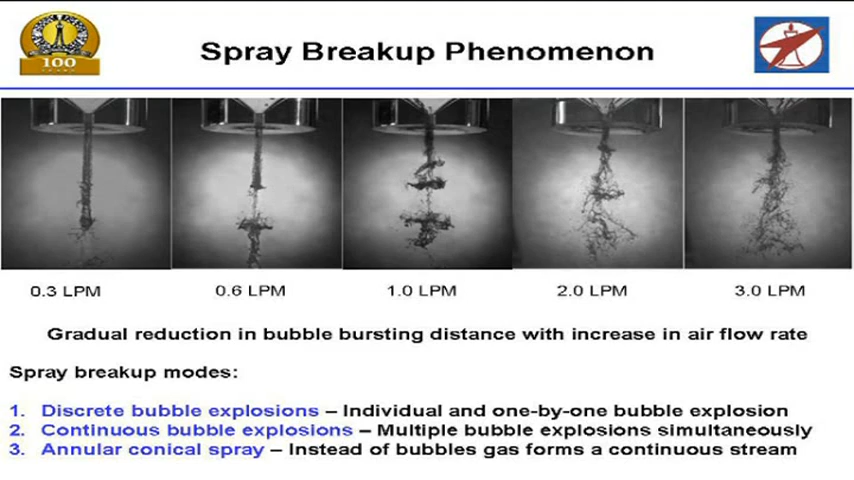 Spray Breakup Phenomenon
100
YEARS
0.3 LPM 0.6 LPM 1.0 LPM 2.0 LPM 3.0 LPM
Gradual reduction in bubble bursting distance with increase in air flow rate
Spray breakup modes:
1. Discrete bubble explosions – Individual and one-by-one bubble explosion
2. Continuous bubble explosions – Multiple bubble explosions simultaneously
3. Annular conical spray – Instead of bubbles gas forms a continuous stream